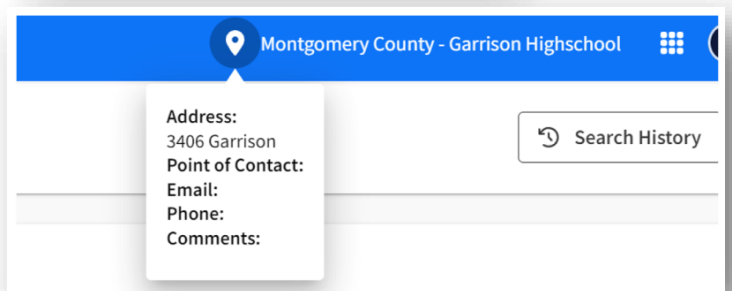 Montgomery County - Garrison Highschool
Address:
3406 Garrison
Point of Contact:
Email:
Phone:
Comments:
Search History